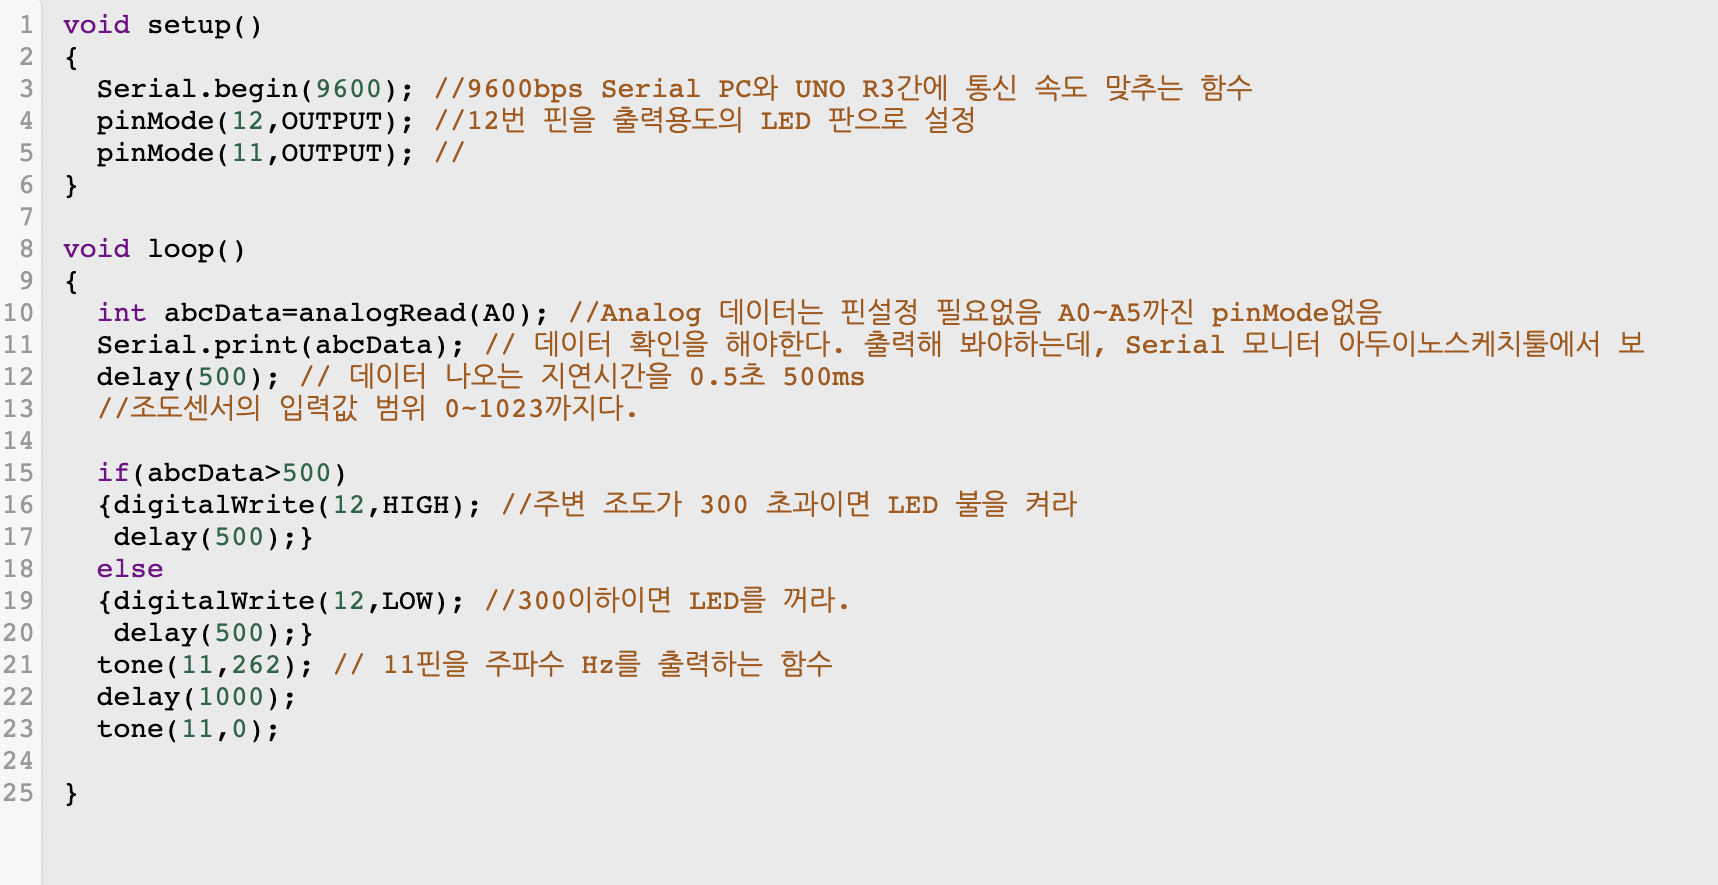 1 void setup()
2 {
3   Serial.begin(9600); //9600bps Serial PC와 UNO R3간에 통신 속도 맞추는 함수
4   pinMode(12,OUTPUT); //12번 핀을 출력용도의 LED 판으로 설정
5   pinMode(11,OUTPUT); //
6 }
7
8 void loop()
9 {
10   int abcData=analogRead(A0); //Analog 데이터는 핀설정 필요없음 A0~A5까진 pinMode없음
11   Serial.print(abcData); // 데이터 확인을 해야한다. 출력해 봐야하는데, Serial 모니터 아두이노스케치툴에서 보
12   delay(500); // 데이터 나오는 지연시간을 0.5초 500ms
13   //조도센서의 입력값 범위 0~1023까지다.
14
15   if(abcData>500)
16   {digitalWrite(12,HIGH); //주변 조도가 300 초과이면 LED 불을 켜라
17    delay(500);}
18   else
19   {digitalWrite(12,LOW); //300이하이면 LED를 꺼라.
20    delay(500);}
21   tone(11,262); // 11핀을 주파수 Hz를 출력하는 함수
22   delay(1000);
23   tone(11,0);
24
25 }